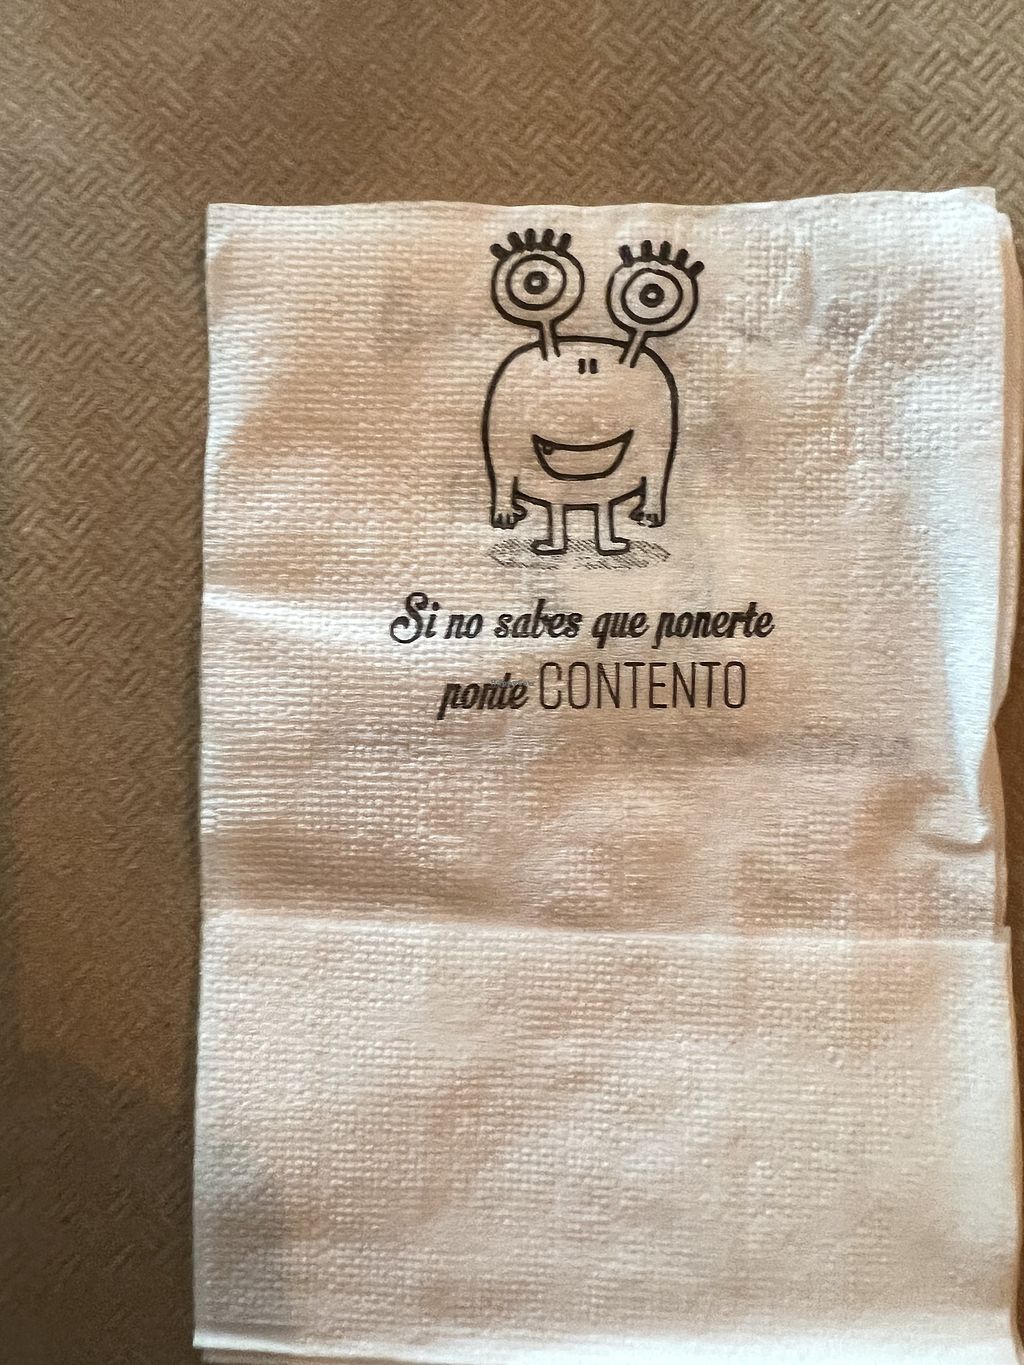 Si no sabes que ponerte
ponte CONTENTO